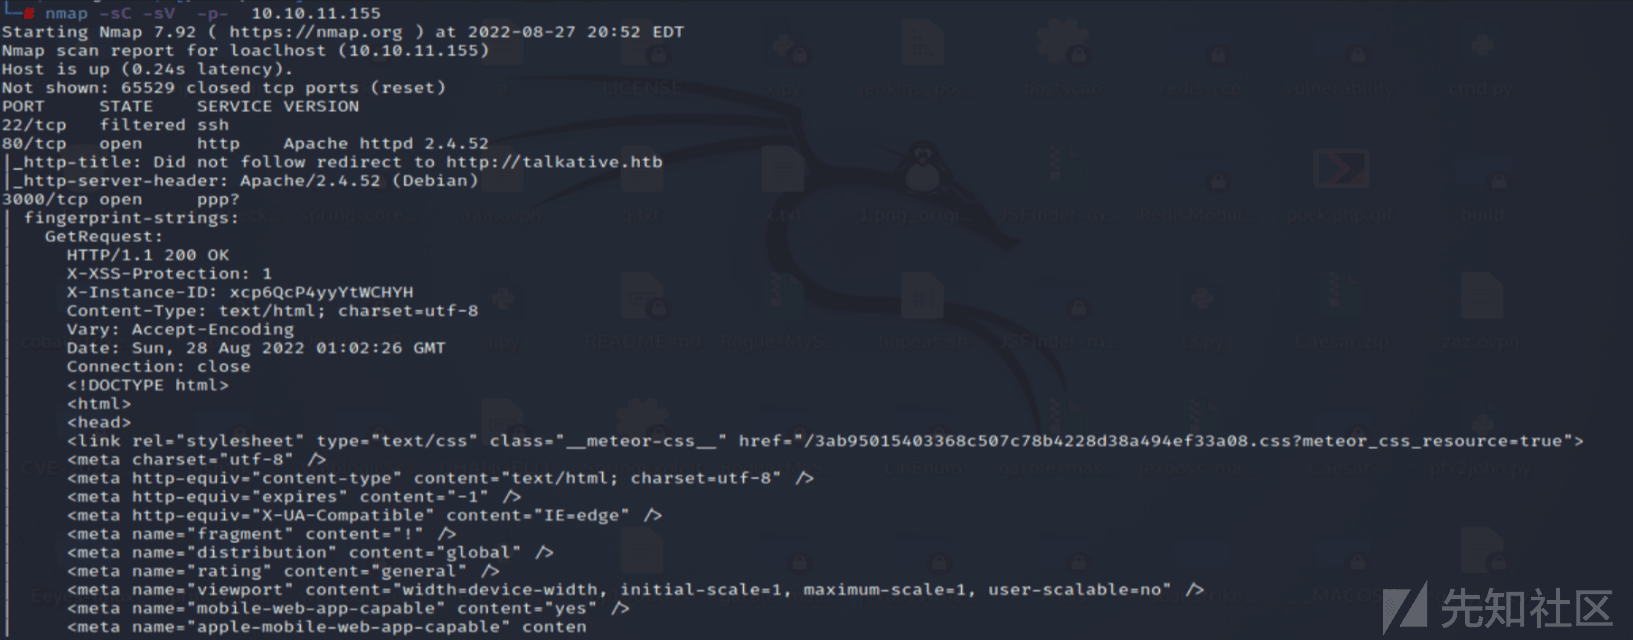 nmap -sC -sV -p- 10.10.11.155
Starting Nmap 7.92 ( https://nmap.org ) at 2022-08-27 20:52 EDT
Nmap scan report for loaclhost (10.10.11.155)
Host is up (0.24s latency).
Not shown: 65529 closed tcp ports (reset)
PORT STATE SERVICE VERSION
22/tcp filtered ssh
80/tcp open http Apache httpd 2.4.52
|_http-title: Did not follow redirect to http://talkative.htb
|_http-server-header: Apache/2.4.52 (Debian)
3000/tcp open ppp?
| fingerprint-strings:
| GetRequest:
| HTTP/1.1 200 OK
| X-XSS-Protection: 1
| X-Instance-ID: xcp6QcP4yyYtWCHYH
| Content-Type: text/html; charset=utf-8
| Vary: Accept-Encoding
| Date: Sun, 28 Aug 2022 01:02:26 GMT
| Connection: close
| <!DOCTYPE html>
| <html>
| <head>
| <link rel="stylesheet" type="text/css" class="__meteor-css__" href="/3ab95015403368c507c78b4228d38a494ef33a08.css?meteor_css_resource=true">
| <meta charset="utf-8" />
| <meta http-equiv="content-type" content="text/html; charset=utf-8" />
| <meta http-equiv="expires" content="-1" />
| <meta http-equiv="X-UA-Compatible" content="IE=edge" />
| <meta name="fragment" content="!" />
| <meta name="distribution" content="global" />
| <meta name="rating" content="general" />
| <meta name="viewport" content="width=device-width, initial-scale=1, maximum-scale=1, user-scalable=no" />
| <meta name="mobile-web-app-capable" content="yes" />
| <meta name="apple-mobile-web-app-capable" conten
先知社区